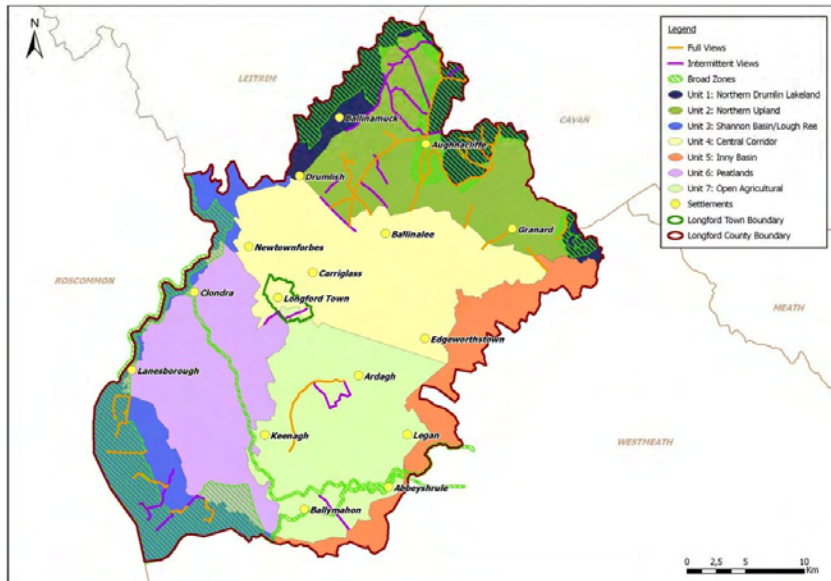 N
LEITRIM
CAVAN
ROSCOMMON
MEATH
WESTMEATH
Legend
Full Views
Intermittent Views
Broad Zones
Unit 1: Northern Drumlin Lakeland
Unit 2: Northern Upland
Unit 3: Shannon Basin/Lough Ree
Unit 4: Central Corridor
Unit 5: Inny Basin
Unit 6: Peatlands
Unit 7: Open Agricultural
Settlements
Longford Town Boundary
Longford County Boundary
Ballinamuck
Aughnacliffe
Drumlish
Granard
Ballinalee
Newtownforbes
Carriglass
Clondra
Longford Town
Edgeworthstown
Lanesborough
Ardagh
Keenagh
Legan
Abbeyshrule
Ballymahon
0 2,5 5 10
Km